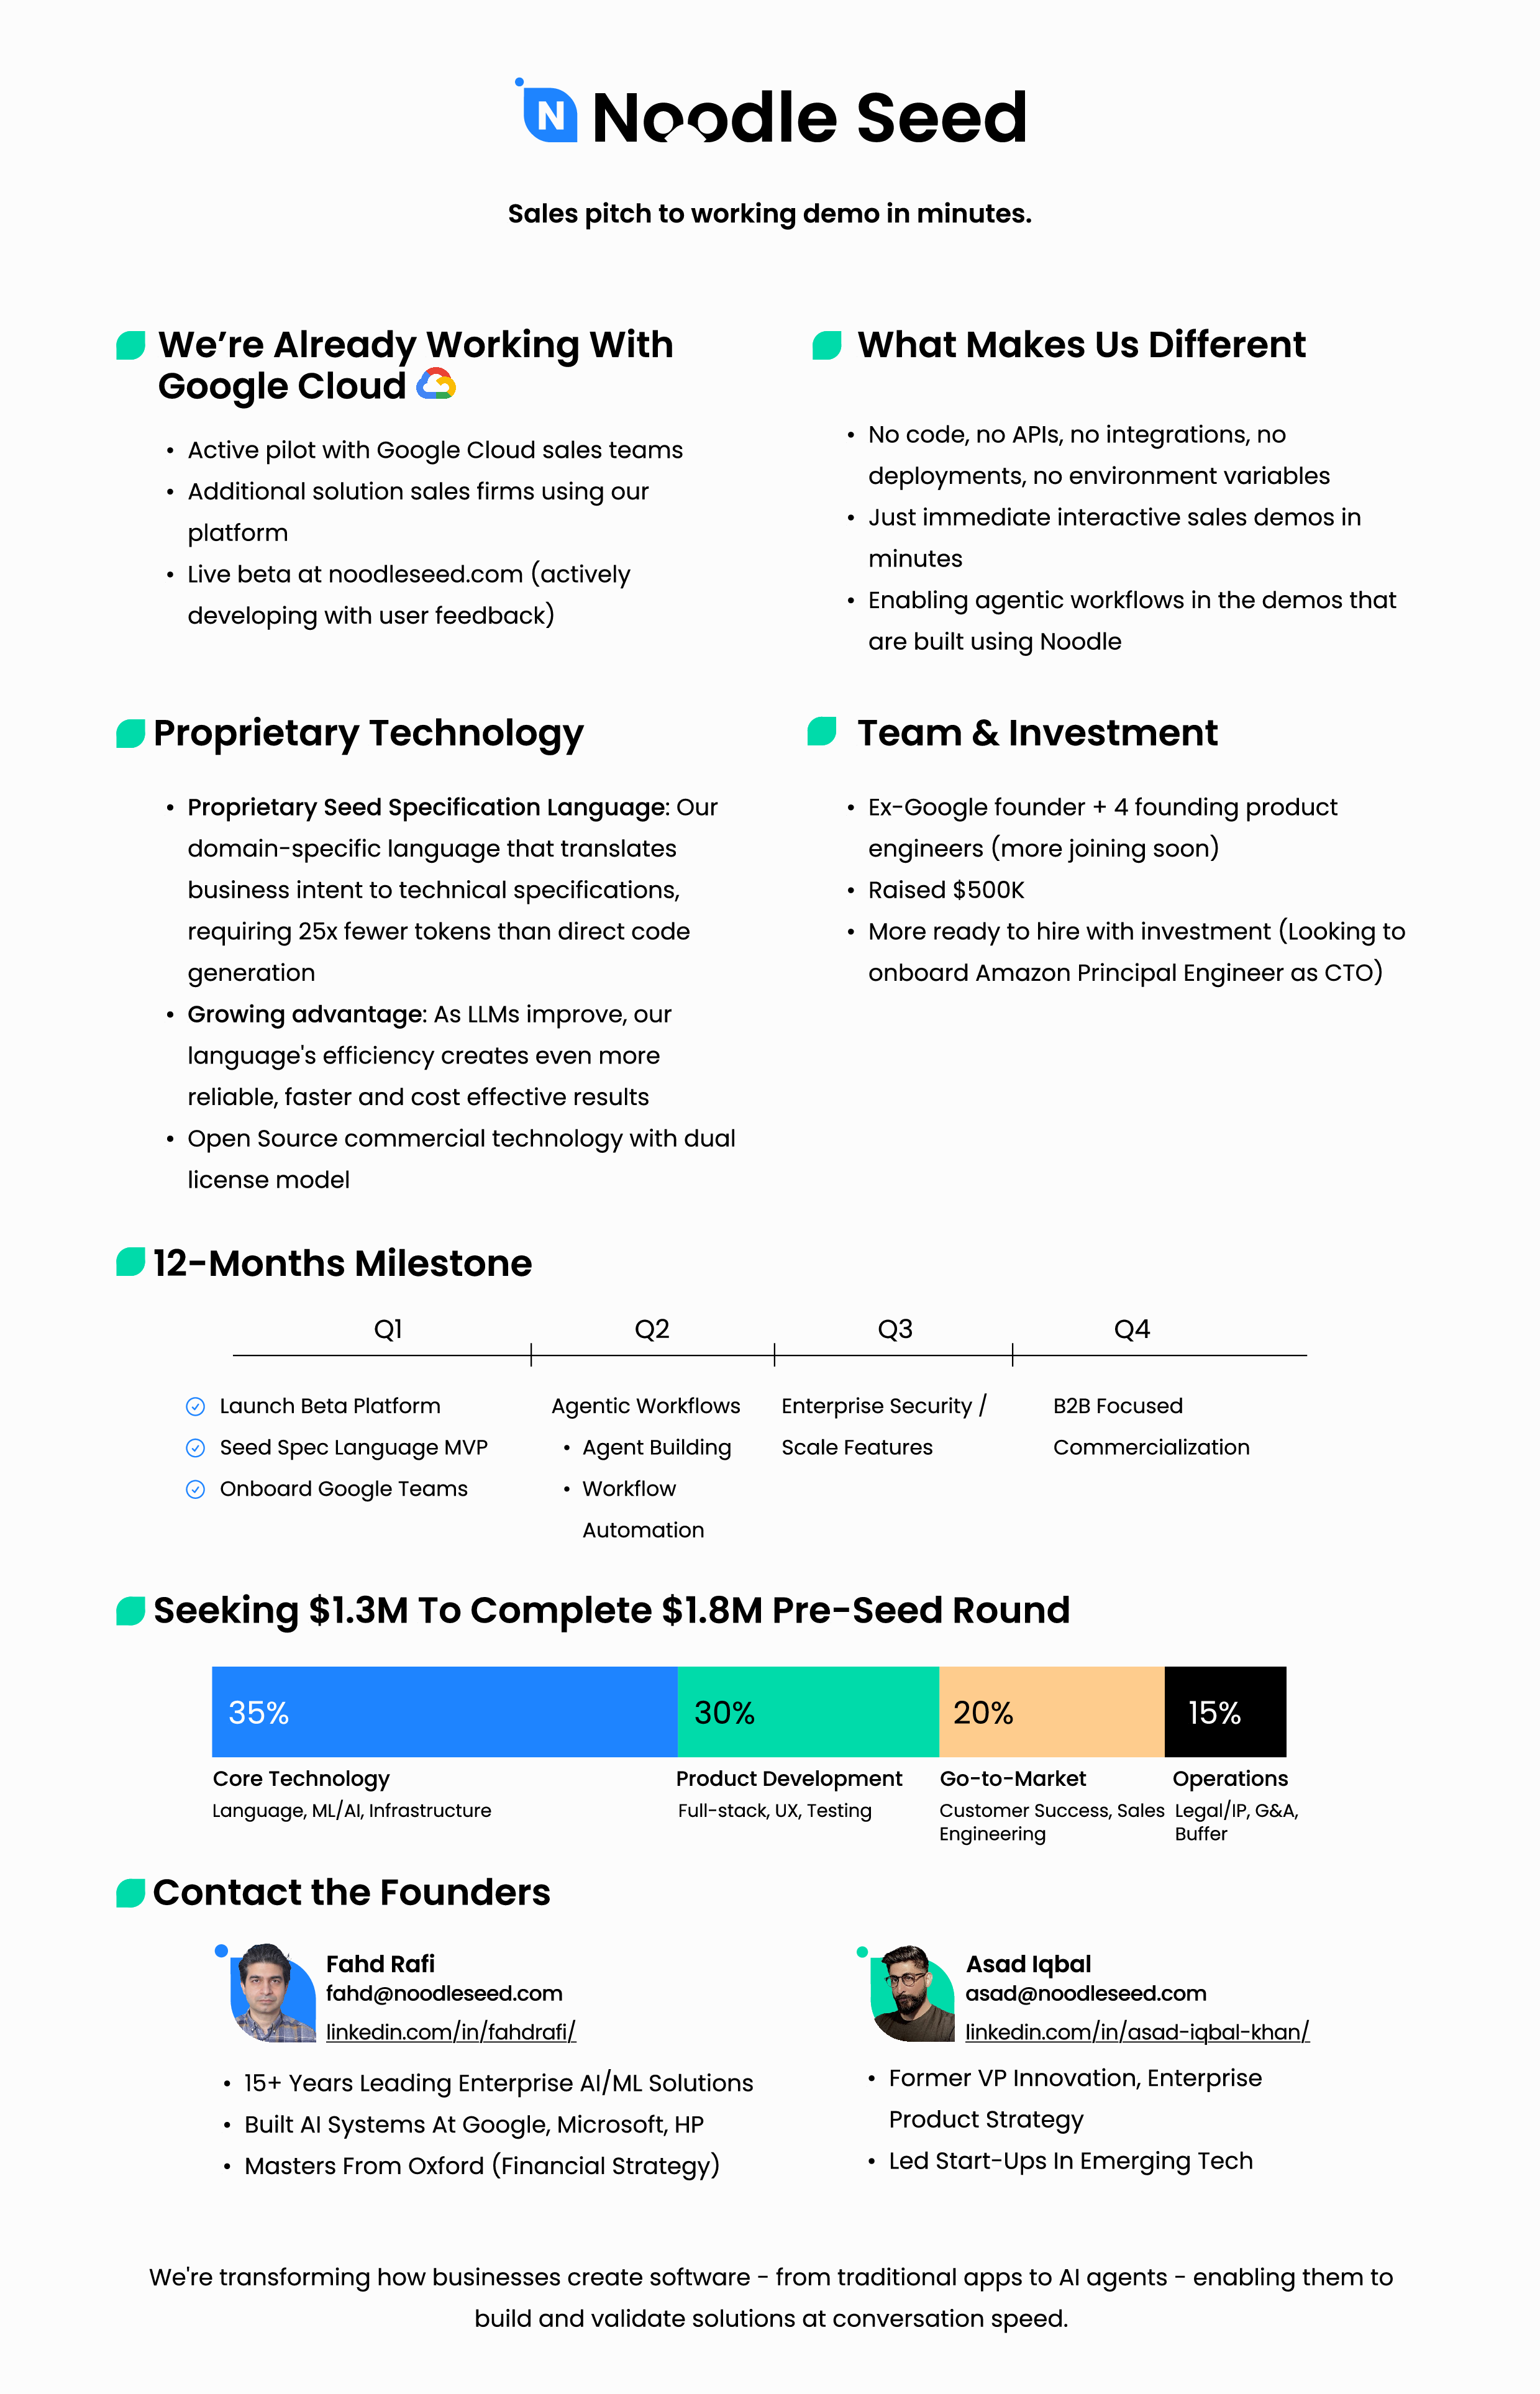 N Noodle Seed
Sales pitch to working demo in minutes.
We're Already Working With
Google Cloud
• Active pilot with Google Cloud sales teams
• Additional solution sales firms using our
platform
• Live beta at noodleseed.com (actively
developing with user feedback)
What Makes Us Different
• No code, no APIs, no integrations, no
deployments, no environment variables
• Just immediate interactive sales demos in
minutes
• Enabling agentic workflows in the demos that
are built using Noodle
Proprietary Technology
• Proprietary Seed Specification Language: Our
domain-specific language that translates
business intent to technical specifications,
requiring 25x fewer tokens than direct code
generation
• Growing advantage: As LLMs improve, our
language's efficiency creates even more
reliable, faster and cost effective results
• Open Source commercial technology with dual
license model
Team & Investment
• Ex-Google founder + 4 founding product
engineers (more joining soon)
• Raised $500K
• More ready to hire with investment (Looking to
onboard Amazon Principal Engineer as CTO)
12-Months Milestone
Q1
Launch Beta Platform
Seed Spec Language MVP
Onboard Google Teams
Q2
Agentic Workflows
• Agent Building
• Workflow
Automation
Q3
Enterprise Security /
Scale Features
Q4
B2B Focused
Commercialization
Seeking $1.3M To Complete $1.8M Pre-Seed Round
35%
Core Technology
Language, ML/AI, Infrastructure
30%
Product Development
Full-stack, UX, Testing
20%
Go-to-Market
Customer Success, Sales
Engineering
15%
Operations
Legal/IP, G&A,
Buffer
Contact the Founders
Fahd Rafi
fahd@noodleseed.com
linkedin.com/in/fahdrafi/
• 15+ Years Leading Enterprise AI/ML Solutions
• Built AI Systems At Google, Microsoft, HP
• Masters From Oxford (Financial Strategy)
Asad Iqbal
asad@noodleseed.com
linkedin.com/in/asad-iqbal-khan/
• Former VP Innovation, Enterprise
Product Strategy
• Led Start-Ups In Emerging Tech
We're transforming how businesses create software - from traditional apps to AI agents - enabling them to
build and validate solutions at conversation speed.